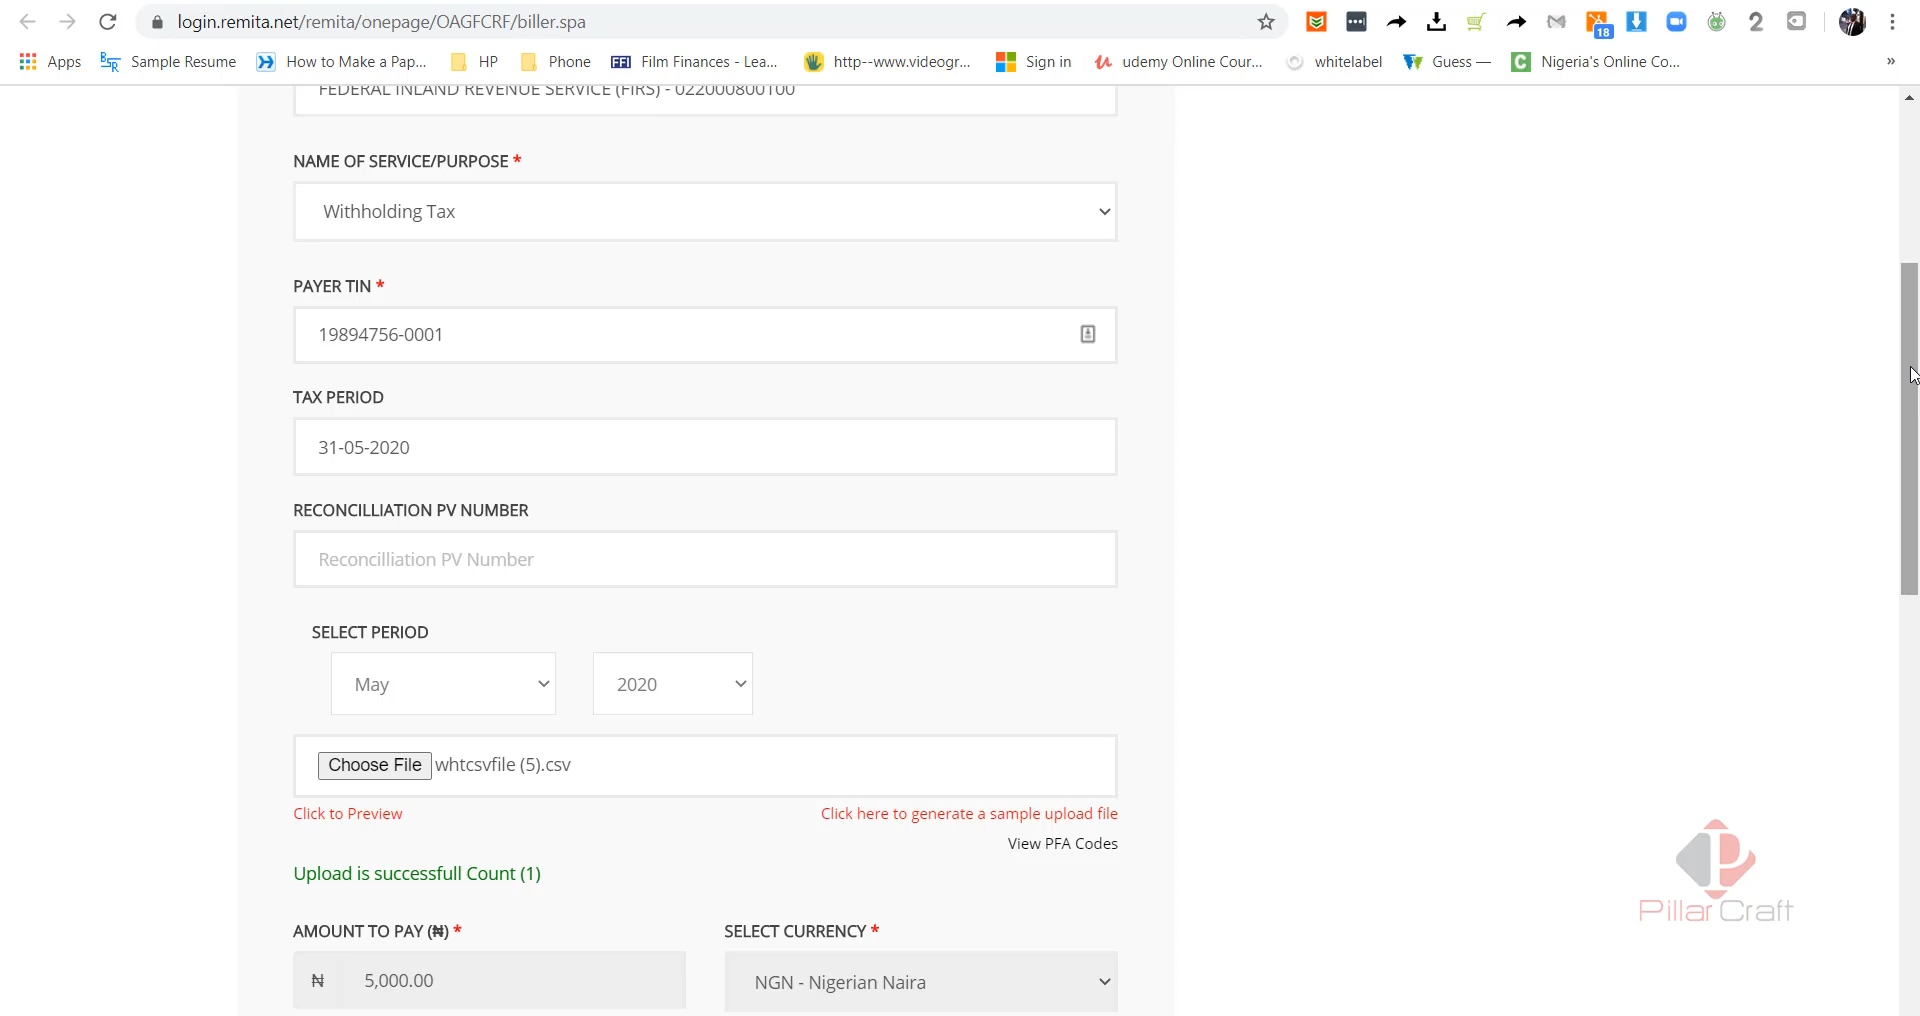 login.remita.net/remita/onepage/OAGFCRF/biller.spa
18
Apps Sample Resume How to Make a Pap... HP Phone FFI Film Finances - Lea... http--www.videogr... Sign in udemy Online Cour... whitelabel Guess — Nigeria's Online Co... »
FEDERAL INLAND REVENUE SERVICE (FIRS) - 022000800100
NAME OF SERVICE/PURPOSE *
Withholding Tax
PAYER TIN *
19894756-0001
TAX PERIOD
31-05-2020
RECONCILLIATION PV NUMBER
Reconcilliation PV Number
SELECT PERIOD
May 2020
Choose File whtcsvfile (5).csv
Click to Preview Click here to generate a sample upload file
View PFA Codes
Upload is successfull Count (1)
AMOUNT TO PAY (₦) * SELECT CURRENCY *
₦ 5,000.00 NGN - Nigerian Naira
Pillar Craft